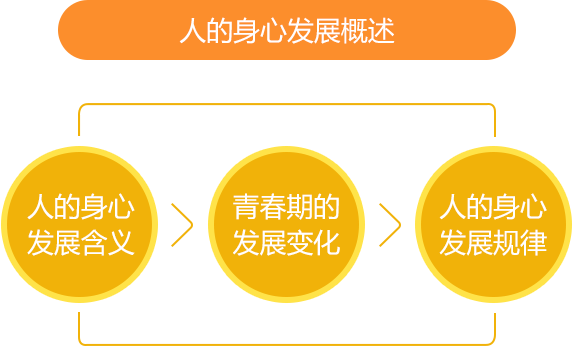 人的身心发展概述
人的身心
发展含义
青春期的
发展变化
人的身心
发展规律